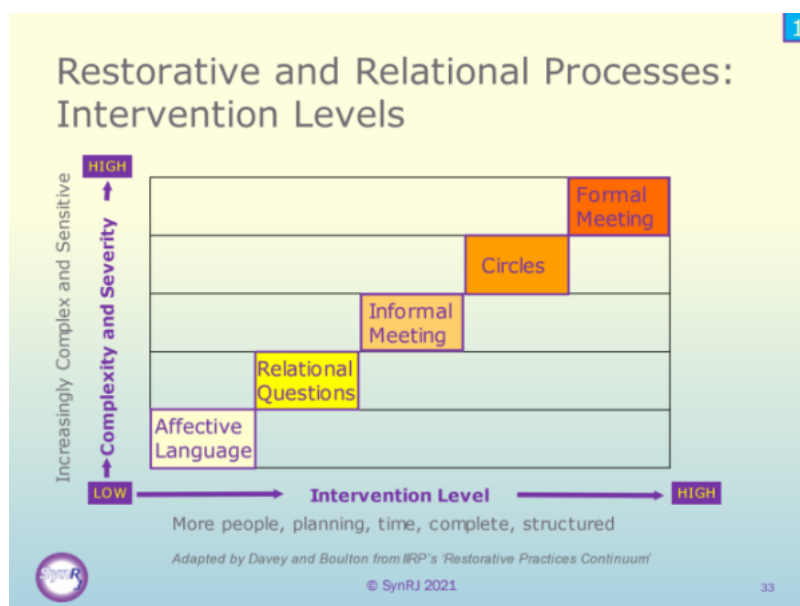 1
Restorative and Relational Processes:
Intervention Levels
HIGH
Increasingly Complex and Sensitive
Complexity and Severity
Formal
Meeting
Circles
Informal
Meeting
Relational
Questions
Affective
Language
LOW
Intervention Level
HIGH
More people, planning, time, complete, structured
Adapted by Davey and Boulton from IIRP's 'Restorative Practices Continuum'
SynRJ
© SynRJ 2021
33